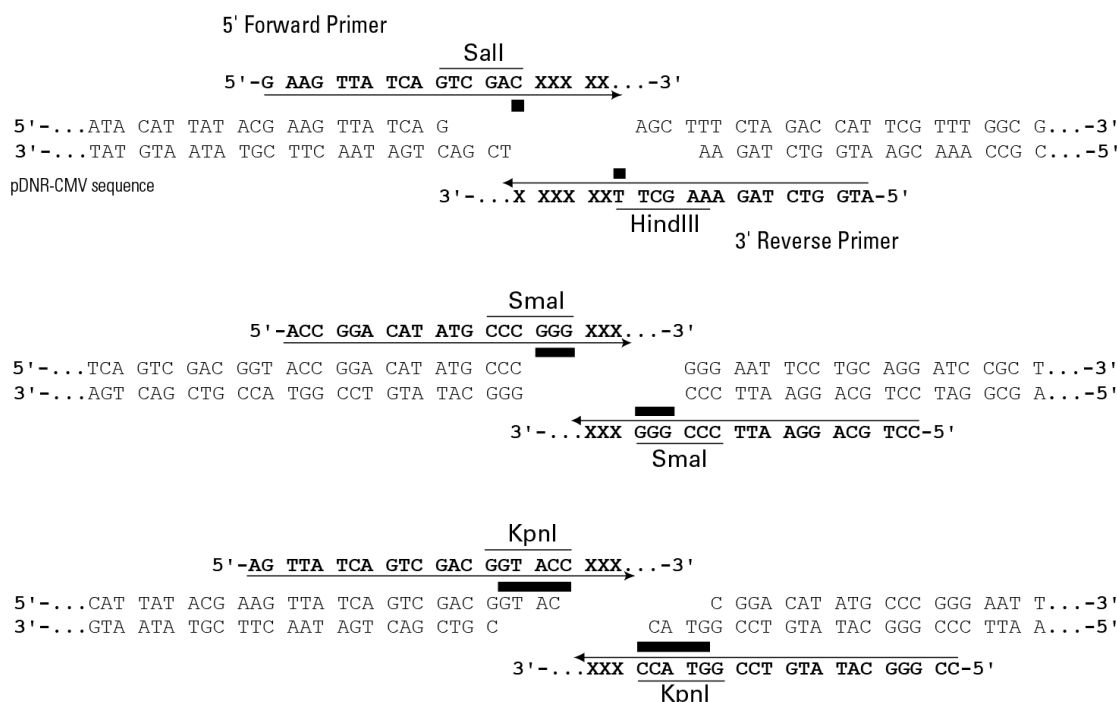 5' Forward Primer
SalI
5'-G AAG TTA TCA GTC GAC XXX XX...-3'
5'-...ATA CAT TAT ACG AAG TTA TCA G AGC TTT CTA GAC CAT TCG TTT GGC G...-3'
3'-...TAT GTA ATA TGC TTC AAT AGT CAG CT AA GAT CTG GTA AGC AAA CCG C...-5'
pDNR-CMV sequence
3'-...X XXX XXT TCG AAA GAT CTG GTA-5'
HindIII
3' Reverse Primer
SmaI
5'-ACC GGA CAT ATG CCC GGG XXX...-3'
5'-...TCA GTC GAC GGT ACC GGA CAT ATG CCC GGG AAT TCC TGC AGG ATC CGC T...-3'
3'-...AGT CAG CTG CCA TGG CCT GTA TAC GGG CCC TTA AGG ACG TCC TAG GCG A...-5'
3'-...XXX GGG CCC TTA AGG ACG TCC-5'
SmaI
KpnI
5'-AG TTA TCA GTC GAC GGT ACC XXX...-3'
5'-...CAT TAT ACG AAG TTA TCA GTC GAC GGT AC C GGA CAT ATG CCC GGG AAT T...-3'
3'-...GTA ATA TGC TTC AAT AGT CAG CTG C CA TGG CCT GTA TAC GGG CCC TTA A...-5'
3'-...XXX CCA TGG CCT GTA TAC GGG CC-5'
KpnI